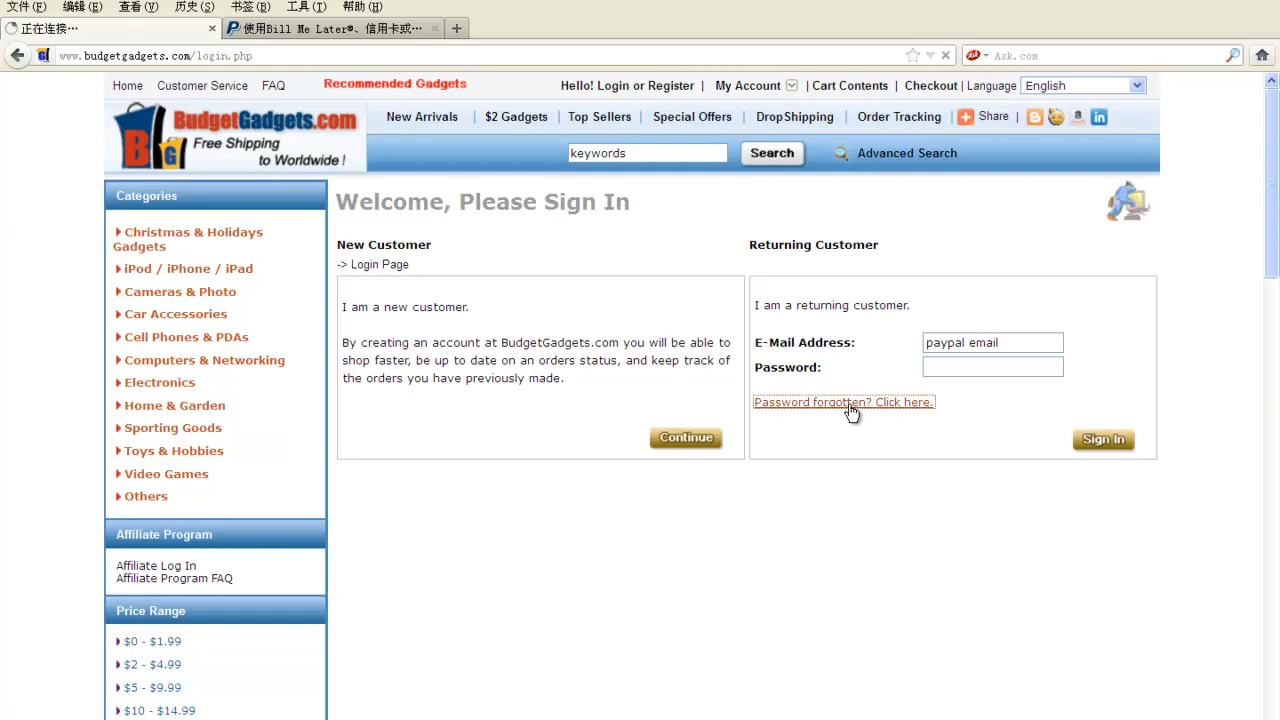 文件(F) 编辑(E) 查看(V) 历史(S) 书签(B) 工具(T) 帮助(H)
正在连接… × 使用Bill Me Later®、信用卡或… × +
www.budgetgadgets.com/login.php Ask.com
Home Customer Service FAQ Recommended Gadgets Hello! Login or Register | My Account | Cart Contents | Checkout | Language English
BudgetGadgets.com
Free Shipping
to Worldwide !
BG
New Arrivals | $2 Gadgets | Top Sellers | Special Offers | DropShipping | Order Tracking Share |
keywords Search Advanced Search
Categories
Christmas & Holidays
Gadgets
iPod / iPhone / iPad
Cameras & Photo
Car Accessories
Cell Phones & PDAs
Computers & Networking
Electronics
Home & Garden
Sporting Goods
Toys & Hobbies
Video Games
Others
Affiliate Program
Affiliate Log In
Affiliate Program FAQ
Price Range
$0 - $1.99
$2 - $4.99
$5 - $9.99
$10 - $14.99
Welcome, Please Sign In
New Customer
-> Login Page
I am a new customer.
By creating an account at BudgetGadgets.com you will be able to
shop faster, be up to date on an orders status, and keep track of
the orders you have previously made.
Continue
Returning Customer
I am a returning customer.
E-Mail Address: paypal email
Password:
Password forgotten? Click here.
Sign In